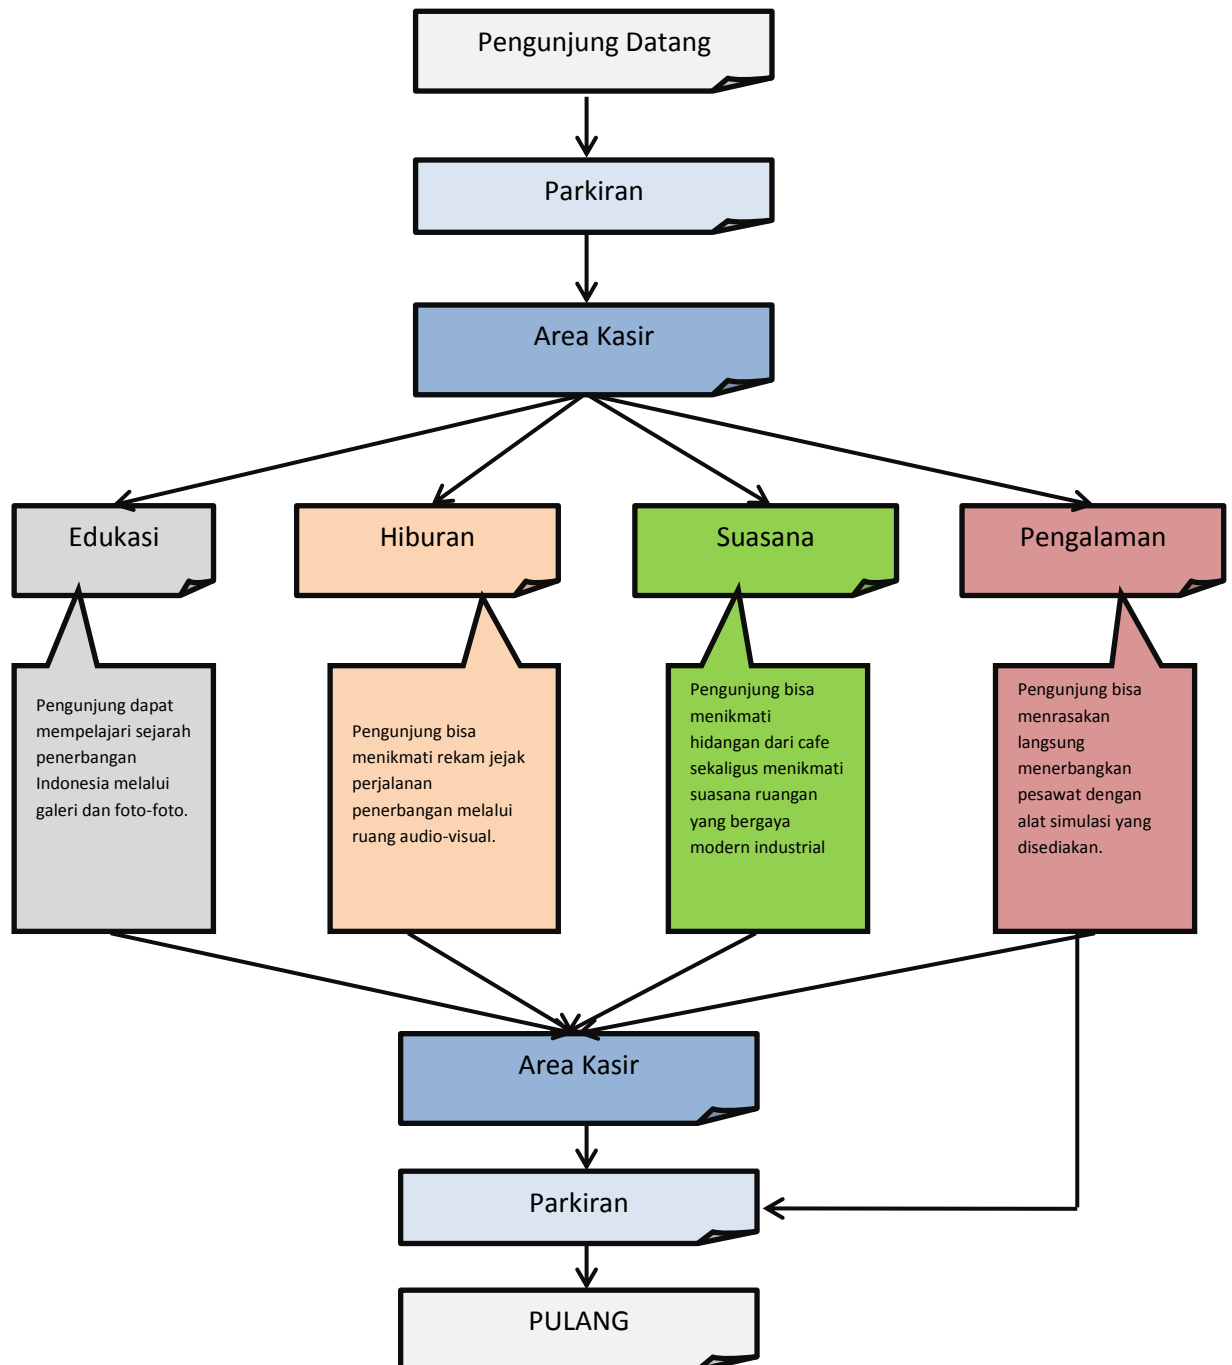 Pengunjung Datang
Parkiran
Area Kasir
Edukasi
Hiburan
Suasana
Pengalaman
Pengunjung dapat
mempelajari sejarah
penerbangan
Indonesia melalui
galeri dan foto-foto.
Pengunjung bisa
menikmati rekam jejak
perjalanan
penerbangan melalui
ruang audio-visual.
Pengunjung bisa
menikmati
hidangan dari cafe
sekaligus menikmati
suasana ruangan
yang bergaya
modern industrial
Pengunjung bisa
menrasakan
langsung
menerbangkan
pesawat dengan
alat simulasi yang
disediakan.
Area Kasir
Parkiran
PULANG